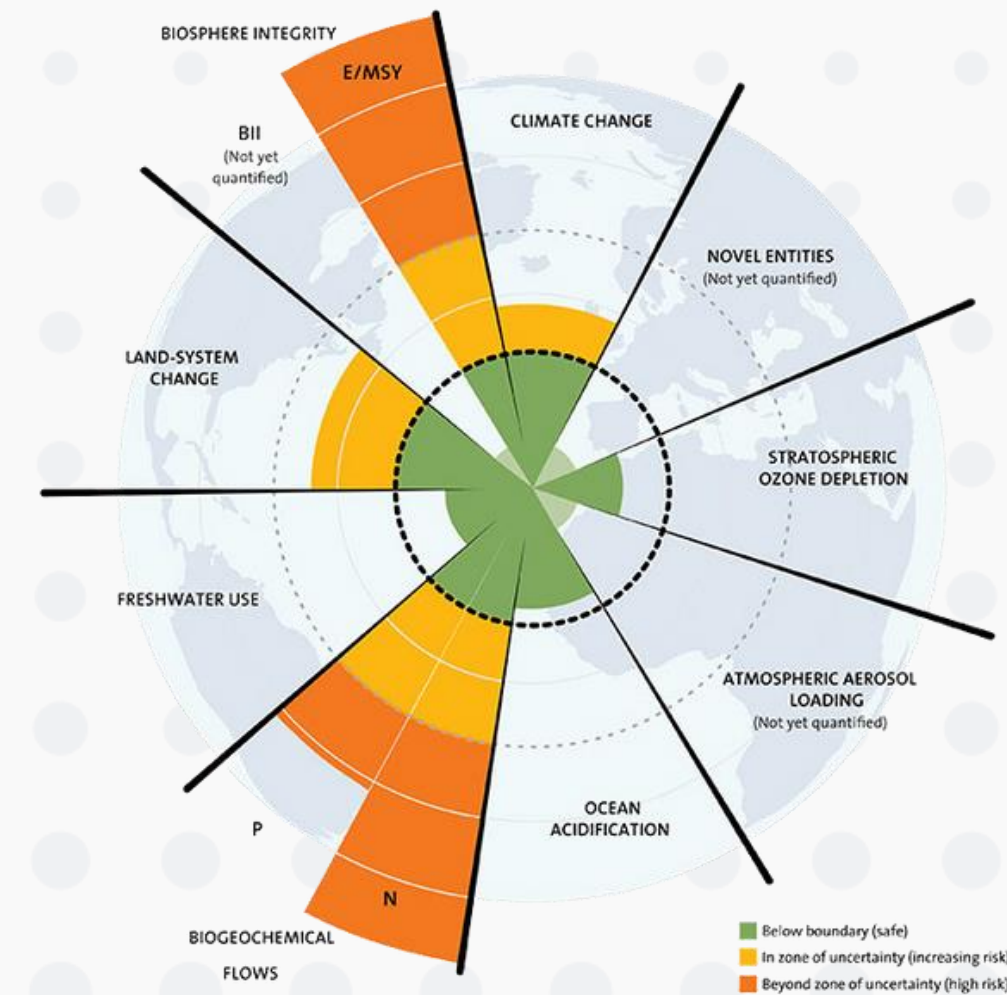 BIOSPHERE INTEGRITY
E/MSY
BII
(Not yet
quantified)
CLIMATE CHANGE
NOVEL ENTITIES
(Not yet quantified)
LAND-SYSTEM
CHANGE
STRATOSPHERIC
OZONE DEPLETION
FRESHWATER USE
ATMOSPHERIC AEROSOL
LOADING
(Not yet quantified)
OCEAN
ACIDIFICATION
P
N
BIOGEOCHEMICAL
FLOWS
Below boundary (safe)
In zone of uncertainty (increasing risk)
Beyond zone of uncertainty (high risk)